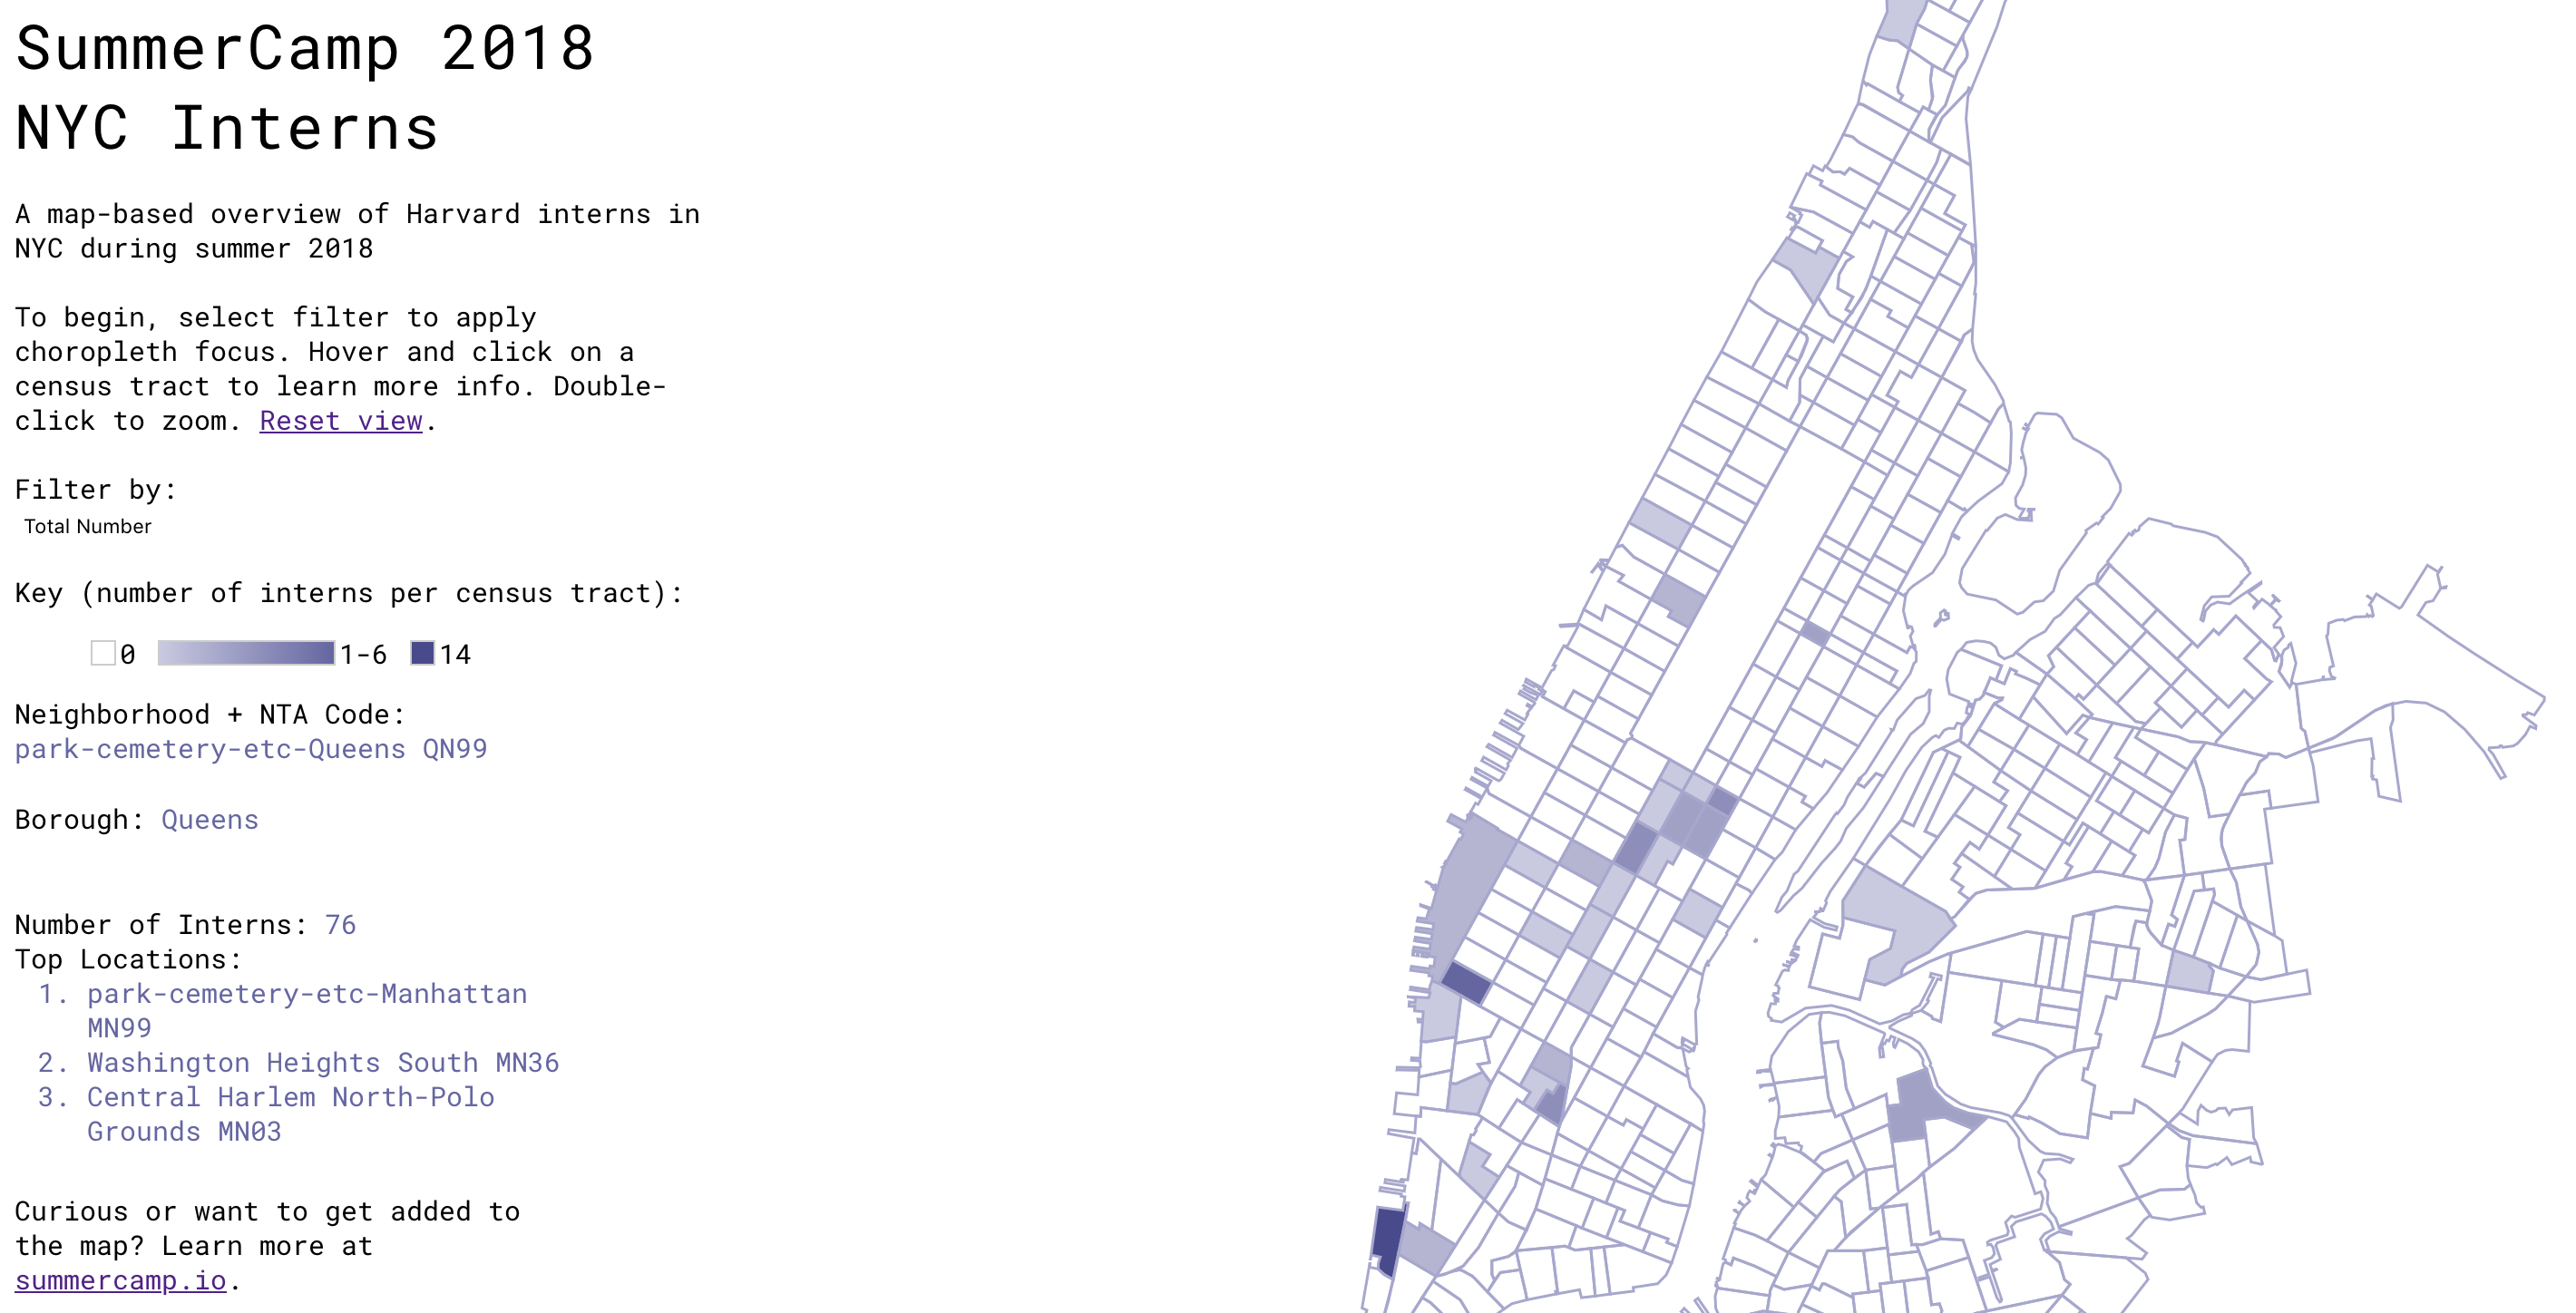 SummerCamp 2018
NYC Interns
A map-based overview of Harvard interns in
NYC during summer 2018
To begin, select filter to apply
choropleth focus. Hover and click on a
census tract to learn more info. Double-
click to zoom. Reset view.
Filter by:
Total Number
Key (number of interns per census tract):
0 1-6 14
Neighborhood + NTA Code:
park-cemetery-etc-Queens QN99
Borough: Queens
Number of Interns: 76
Top Locations:
1. park-cemetery-etc-Manhattan
MN99
2. Washington Heights South MN36
3. Central Harlem North-Polo
Grounds MN03
Curious or want to get added to
the map? Learn more at
summercamp.io.